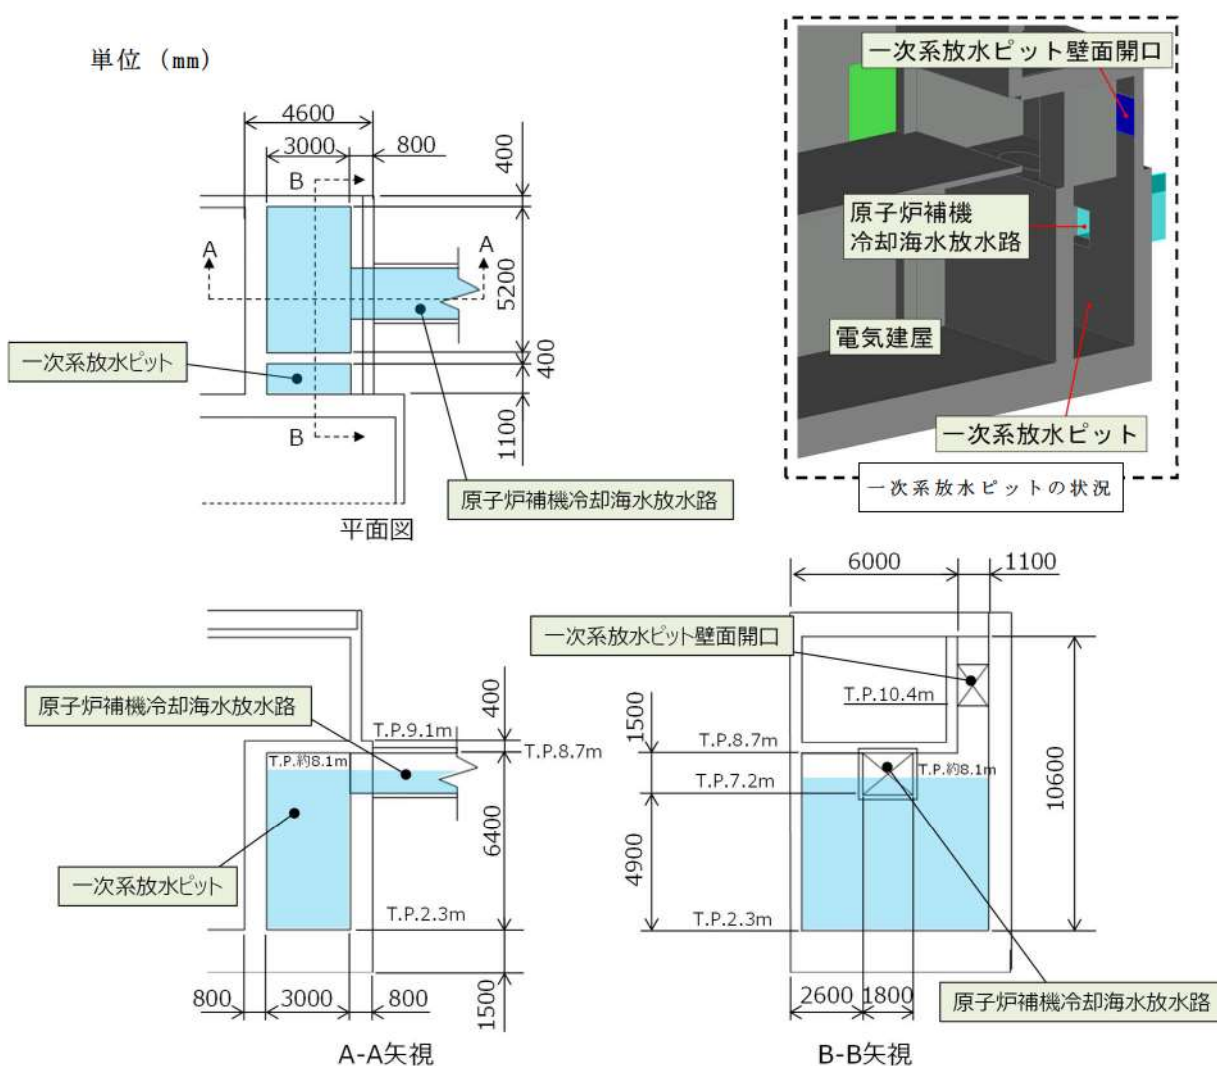 単位 (mm)
4600
3000
800
400
B
A
A
5200
400
1100
B
一次系放水ピット
原子炉補機冷却海水放水路
平面図
一次系放水ピット壁面開口
原子炉補機
冷却海水放水路
電気建屋
一次系放水ピット
一次系放水ピットの状況
原子炉補機冷却海水放水路
T.P.9.1m
400
T.P.8.7m
T.P.約8.1m
6400
一次系放水ピット
T.P.2.3m
800
3000
800
1500
A-A矢視
6000
1100
一次系放水ピット壁面開口
T.P.10.4m
1500
T.P.8.7m
T.P.約8.1m
T.P.7.2m
10600
4900
T.P.2.3m
2600
1800
原子炉補機冷却海水放水路
B-B矢視